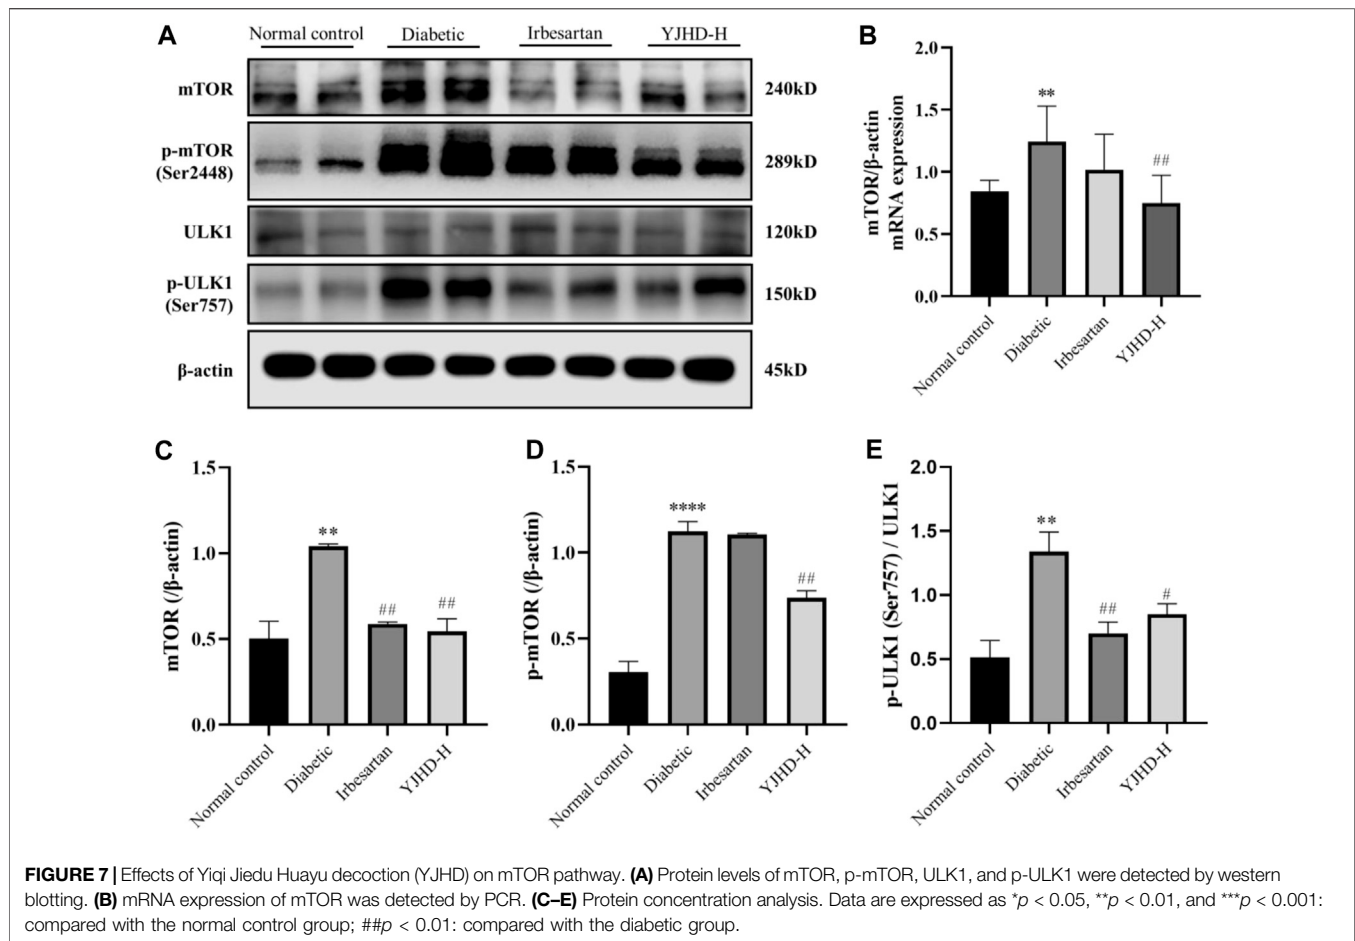 A
Normal control Diabetic Irbesartan YJHD-H
mTOR 240kD
p-mTOR
(Ser2448) 289kD
ULK1 120kD
p-ULK1
(Ser757) 150kD
β-actin 45kD
B
mTOR/β-actin
mRNA expression
2.0
1.5
1.0
0.5
0.0
**
##
Normal control
Diabetic
Irbesartan
YJHD-H
C
mTOR (/β-actin)
1.5
1.0
0.5
0.0
**
##
##
Normal control
Diabetic
Irbesartan
YJHD-H
D
p-mTOR (/β-actin)
1.5
1.0
0.5
0.0
****
##
Normal control
Diabetic
Irbesartan
YJHD-H
E
p-ULK1 (Ser757) / ULK1
2.0
1.5
1.0
0.5
0.0
**
##
#
Normal control
Diabetic
Irbesartan
YJHD-H
FIGURE 7 | Effects of Yiqi Jiedu Huayu decoction (YJHD) on mTOR pathway. (A) Protein levels of mTOR, p-mTOR, ULK1, and p-ULK1 were detected by western
blotting. (B) mRNA expression of mTOR was detected by PCR. (C–E) Protein concentration analysis. Data are expressed as *p < 0.05, **p < 0.01, and ***p < 0.001:
compared with the normal control group; ##p < 0.01: compared with the diabetic group.